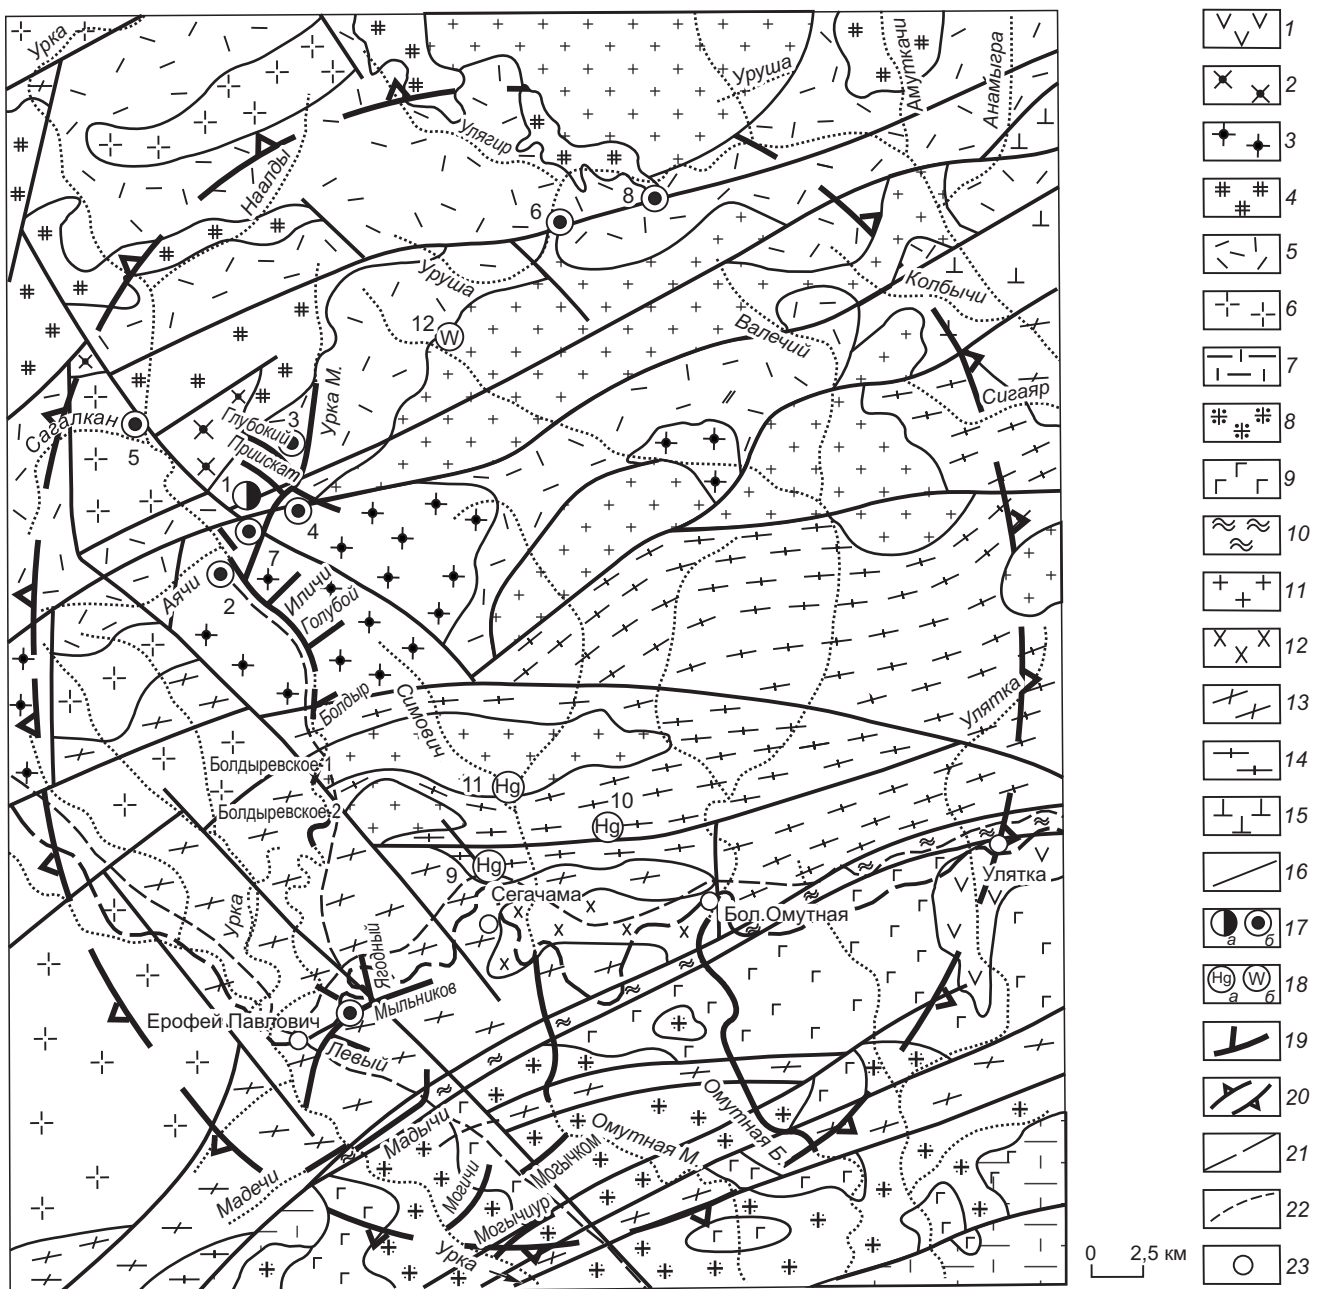 Урка
Уруша
Амуткачи
Анамыгра
Улягир
Наалды
8
6
Уруша
Колбычи
12
W
Валечий
Урка М.
Сигаяр
Сагалкан
Глубокий
3
Приискат
5
1
4
7
Иличи
Аячи
2
Голубой
Болдыр
Симович
Улятка
Болдыревское 1
11
Hg
10
Болдыревское 2
Hg
9
Hg
Сегачама
Улятка
Бол.Омутная
Урка
Ягодный
Мыльников
Ерофей Павлович
Левый
Мадычи
Омутная М.
Омутная Б.
Мадечи
Могычком
Могичи
Могычиур
Урка
0 2,5 км
1
2
3
4
5
6
7
8
9
10
11
12
13
14
15
16
а б 17
Hg W 18
а б
19
20
21
22
23